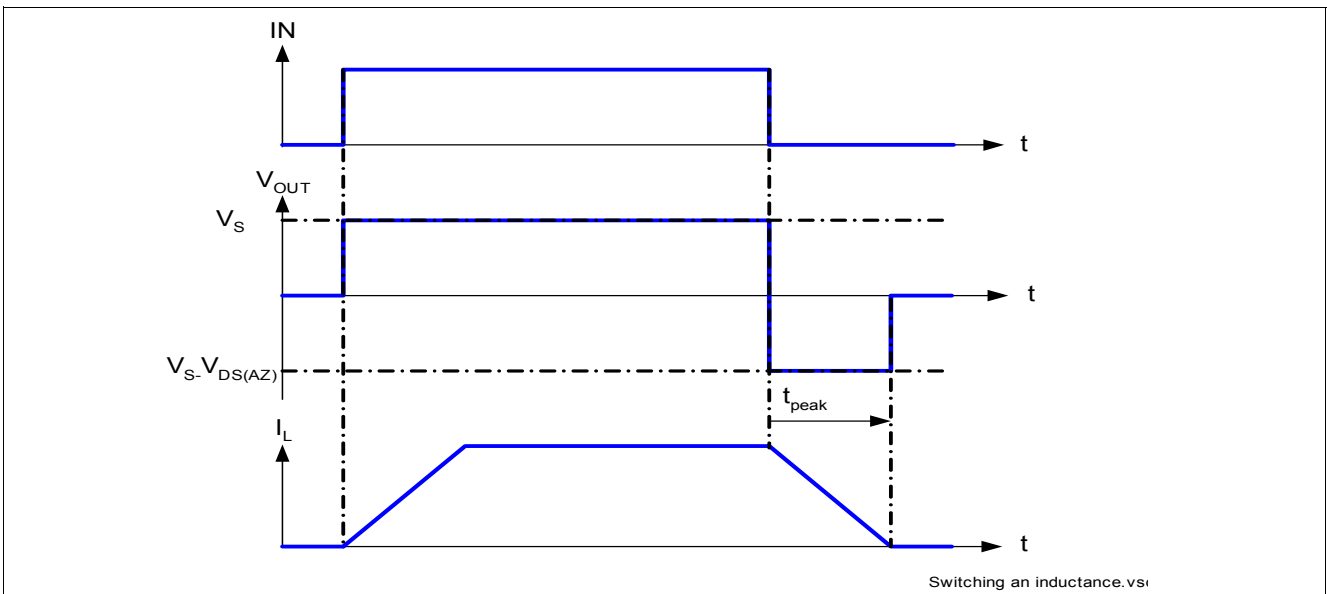 IN
t
V_OUT
V_S
t
V_S-V_DS(AZ)
t_peak
I_L
t
Switching an inductance.vs